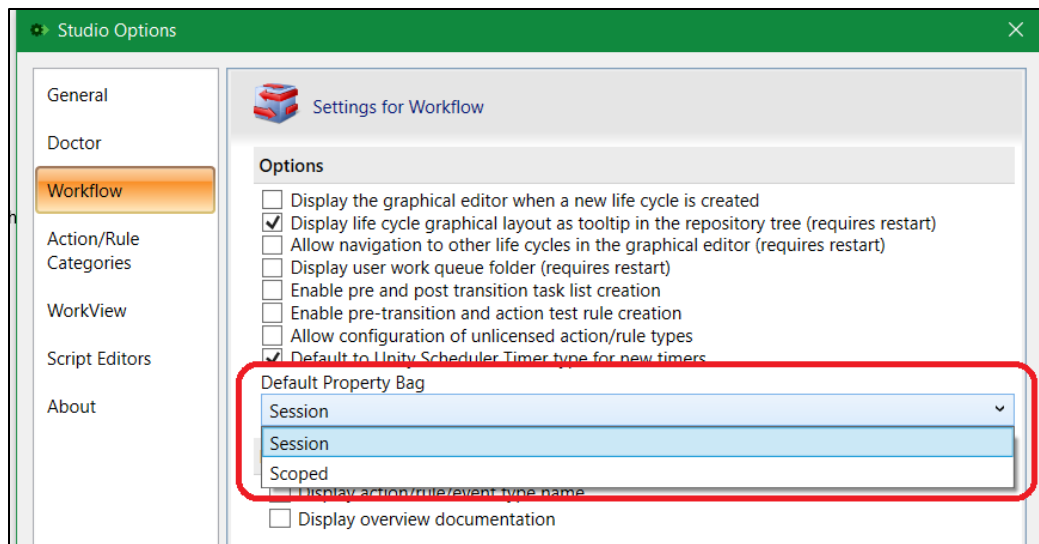 Studio Options
General
Doctor
Workflow
Action/Rule
Categories
WorkView
Script Editors
About
Settings for Workflow
Options
Display the graphical editor when a new life cycle is created
Display life cycle graphical layout as tooltip in the repository tree (requires restart)
Allow navigation to other life cycles in the graphical editor (requires restart)
Display user work queue folder (requires restart)
Enable pre and post transition task list creation
Enable pre-transition and action test rule creation
Allow configuration of unlicensed action/rule types
Default to Unity Scheduler Timer type for new timers
Default Property Bag
Session
Session
Scoped
Display action/rule/event type name
Display overview documentation